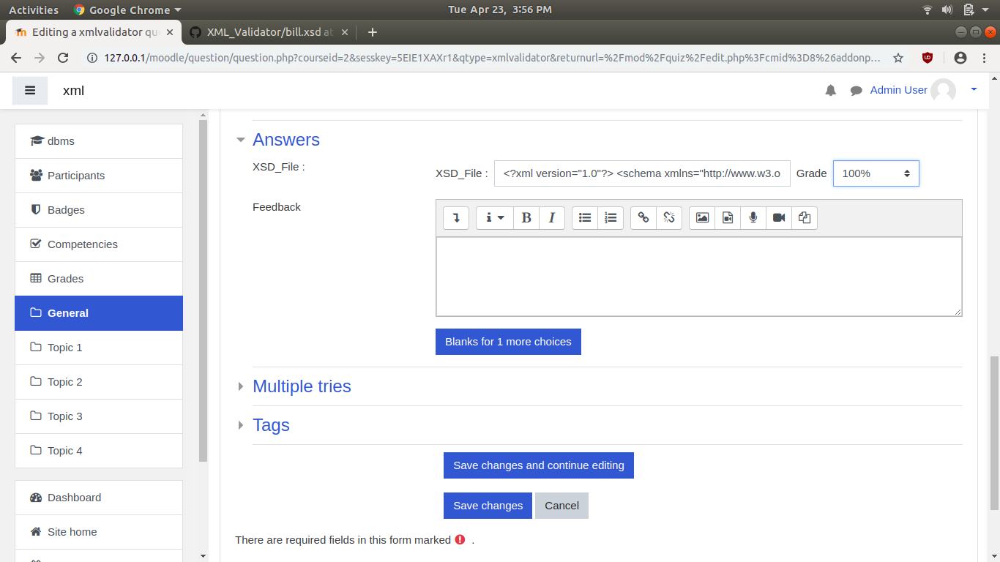 Activities Google Chrome Tue Apr 23, 3:56 PM
Editing a xmlvalidator qu XML_Validator/bill.xsd at
127.0.0.1/moodle/question/question.php?courseid=2&sesskey=5EIE1XAXr1&qtype=xmlvalidator&returnurl=%2Fmod%2Fquiz%2Fedit.php%3Fcmid%3D8%26addonp…
xml Admin User
dbms
Participants
Badges
Competencies
Grades
General
Topic 1
Topic 2
Topic 3
Topic 4
Dashboard
Site home
Answers
XSD_File :
XSD_File : <?xml version="1.0"?> <schema xmlns="http://www.w3.o Grade 100%
Feedback
B I
Blanks for 1 more choices
Multiple tries
Tags
Save changes and continue editing
Save changes Cancel
There are required fields in this form marked .